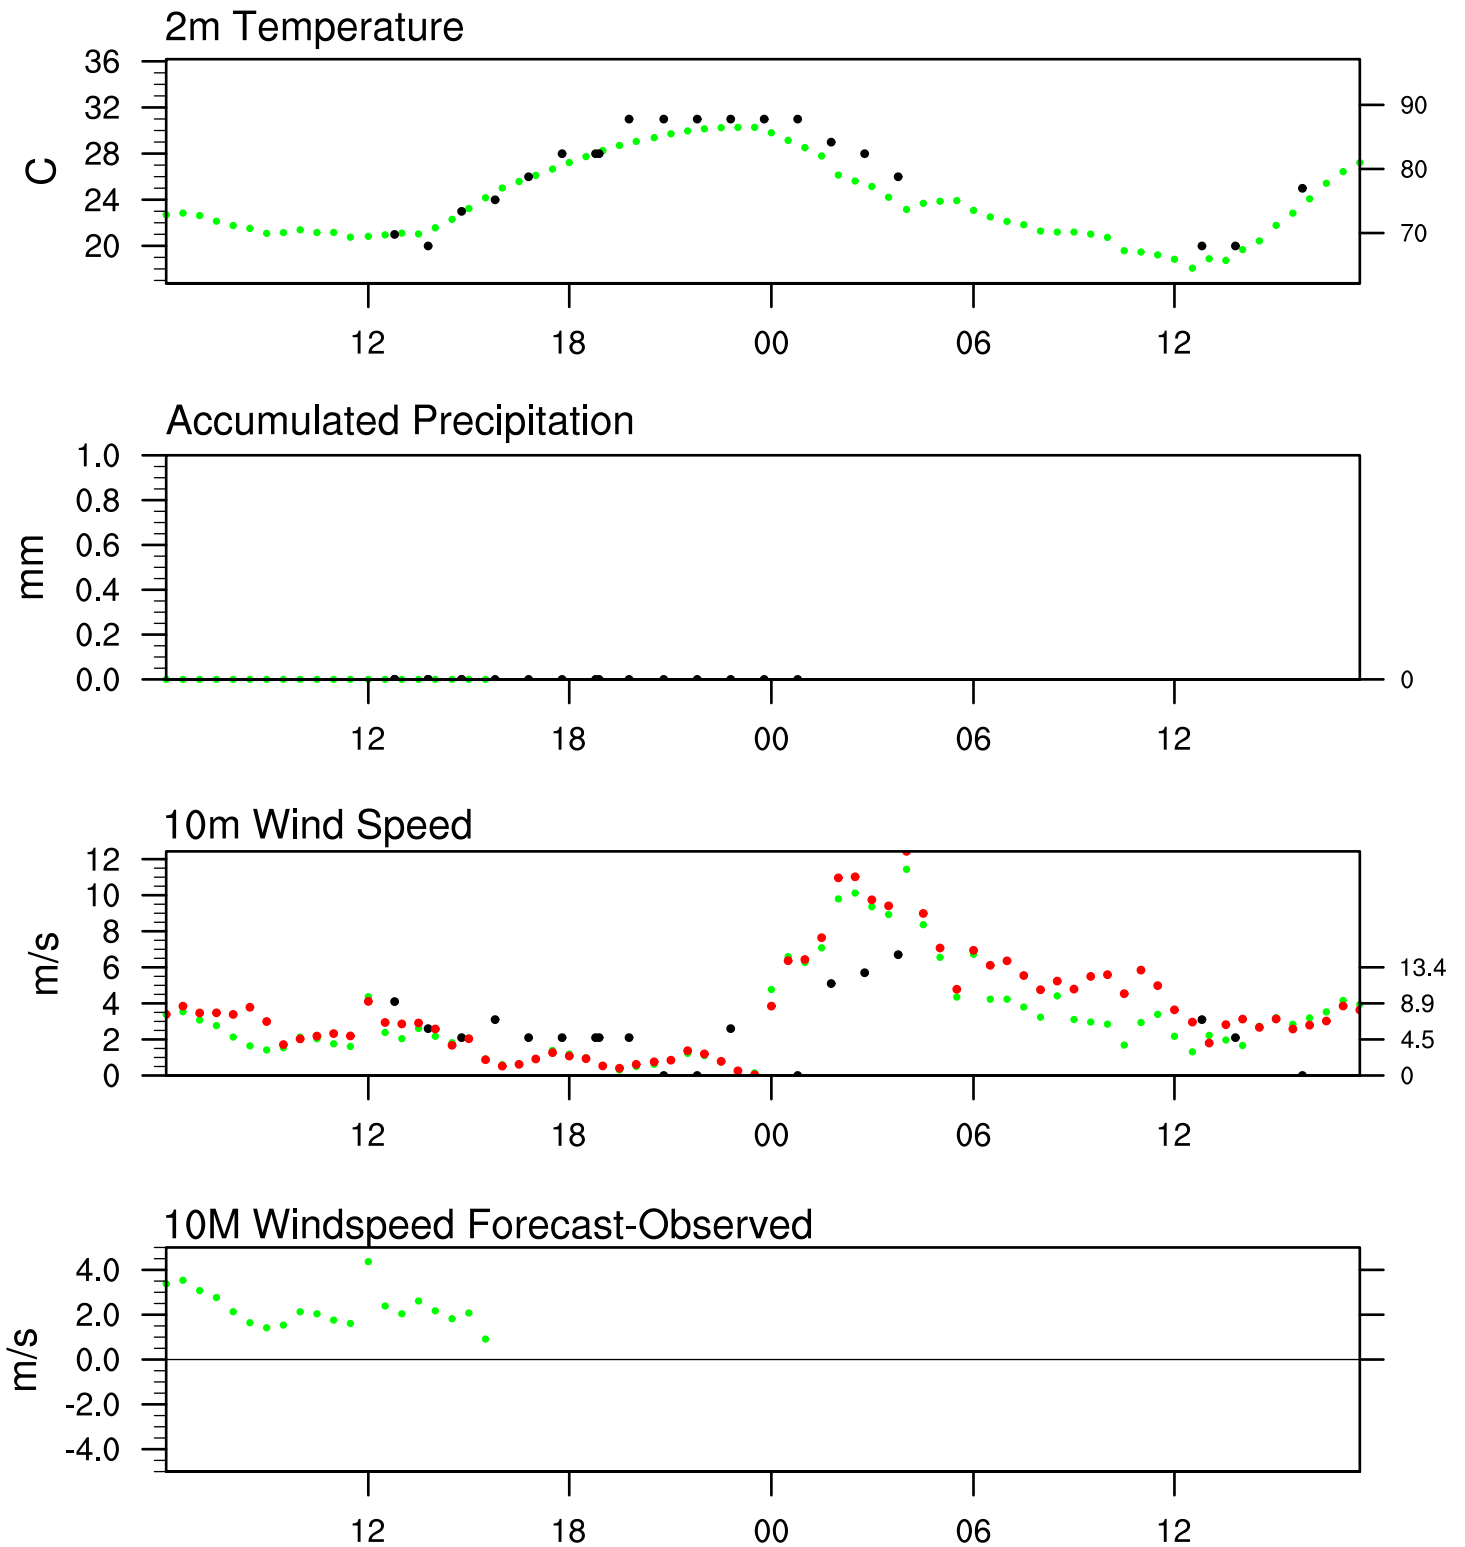 2m Temperature
36
32
28
24
20
C
90
80
70
12 18 00 06 12
Accumulated Precipitation
1.0
0.8
0.6
0.4
0.2
0.0
mm
0
12 18 00 06 12
10m Wind Speed
12
10
8
6
4
2
0
m/s
13.4
8.9
4.5
0
12 18 00 06 12
10M Windspeed Forecast-Observed
4.0
2.0
0.0
-2.0
-4.0
m/s
12 18 00 06 12